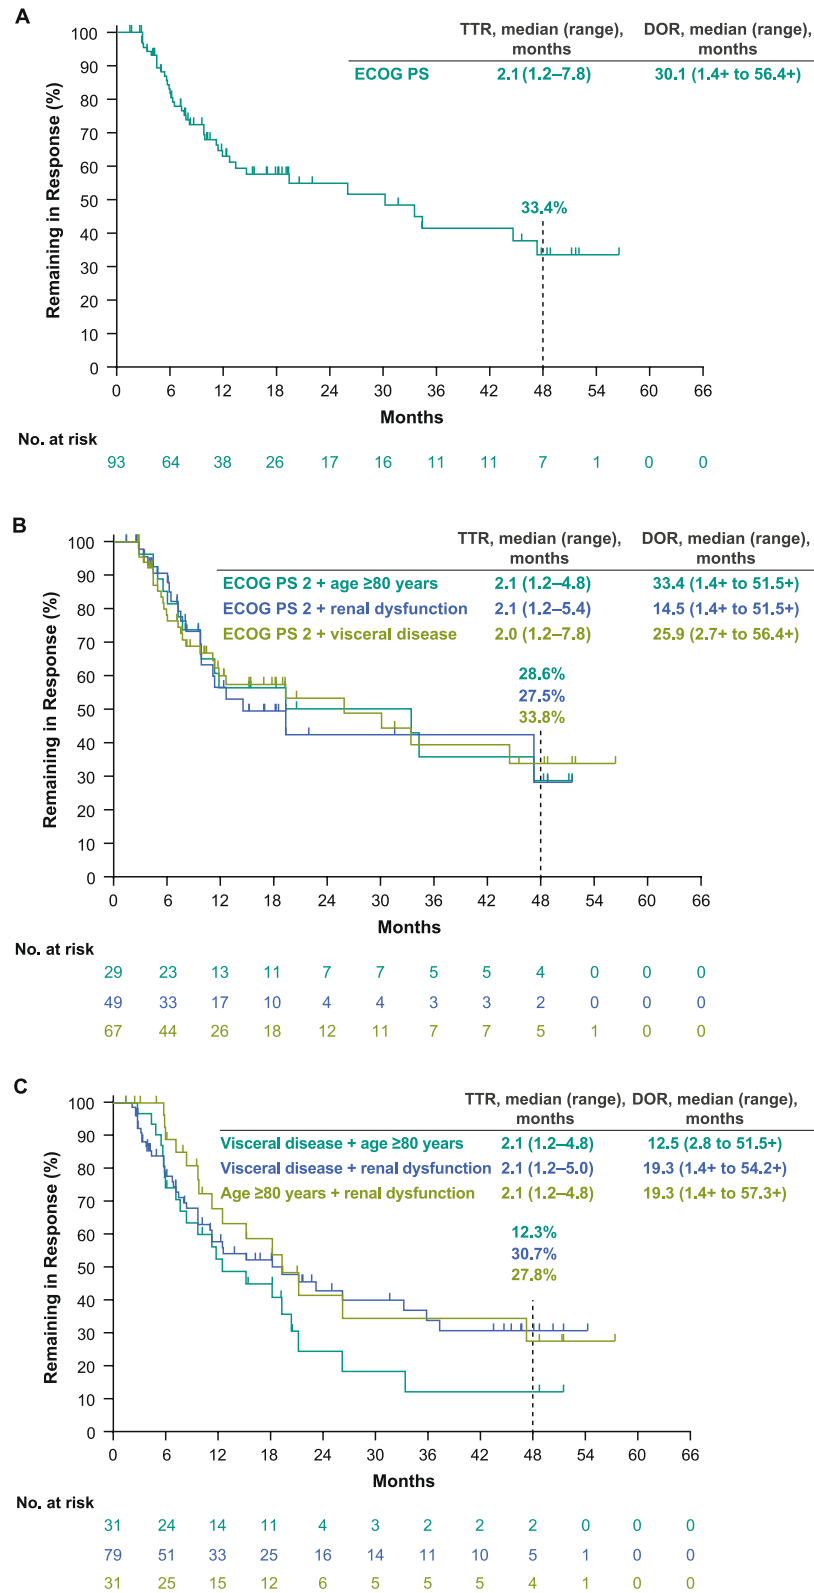 A
TTR, median (range), months
DOR, median (range), months
ECOG PS 2.1 (1.2–7.8) 30.1 (1.4+ to 56.4+)
Remaining in Response (%)
100
90
80
70
60
50
40
30
20
10
0
33.4%
0 6 12 18 24 30 36 42 48 54 60 66
Months
No. at risk
93 64 38 26 17 16 11 11 7 1 0 0
B
TTR, median (range), months
DOR, median (range), months
ECOG PS 2 + age ≥80 years 2.1 (1.2–4.8) 33.4 (1.4+ to 51.5+)
ECOG PS 2 + renal dysfunction 2.1 (1.2–5.4) 14.5 (1.4+ to 51.5+)
ECOG PS 2 + visceral disease 2.0 (1.2–7.8) 25.9 (2.7+ to 56.4+)
Remaining in Response (%)
100
90
80
70
60
50
40
30
20
10
0
28.6%
27.5%
33.8%
0 6 12 18 24 30 36 42 48 54 60 66
Months
No. at risk
29 23 13 11 7 7 5 5 4 0 0 0
49 33 17 10 4 4 3 3 2 0 0 0
67 44 26 18 12 11 7 7 5 1 0 0
C
TTR, median (range), months
DOR, median (range), months
Visceral disease + age ≥80 years 2.1 (1.2–4.8) 12.5 (2.8 to 51.5+)
Visceral disease + renal dysfunction 2.1 (1.2–5.0) 19.3 (1.4+ to 54.2+)
Age ≥80 years + renal dysfunction 2.1 (1.2–4.8) 19.3 (1.4+ to 57.3+)
Remaining in Response (%)
100
90
80
70
60
50
40
30
20
10
0
12.3%
30.7%
27.8%
0 6 12 18 24 30 36 42 48 54 60 66
Months
No. at risk
31 24 14 11 4 3 2 2 2 0 0 0
79 51 33 25 16 14 11 10 5 1 0 0
31 25 15 12 6 5 5 5 4 1 0 0